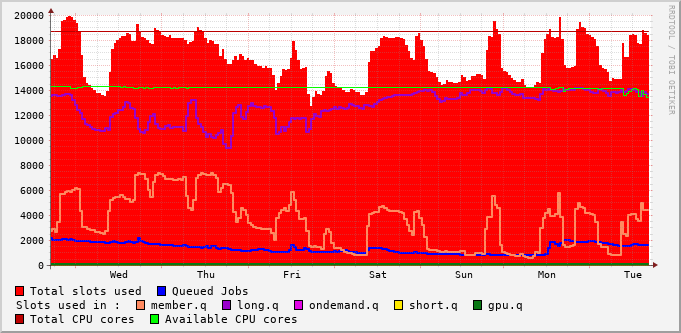 20000
18000
16000
14000
12000
10000
8000
6000
4000
2000
0
Wed Thu Fri Sat Sun Mon Tue
RRDTOOL / TOBI OETIKER
Total slots used Queued Jobs
Slots used in : member.q long.q ondemand.q short.q gpu.q
Total CPU cores Available CPU cores